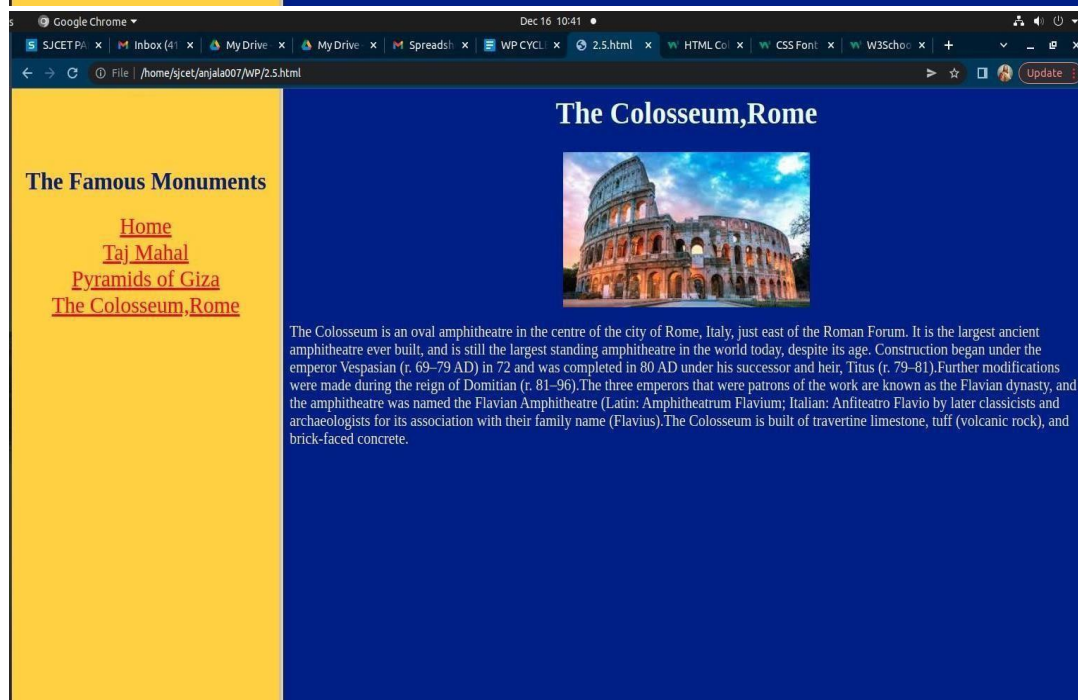 s Google Chrome Dec 16 10:41
SJCET PA Inbox (41 My Drive My Drive Spreadsh WP CYCL 2.5.html HTML Col CSS Font W3Schoo
File /home/sjcet/anjala007/WP/2.5.html Update
The Famous Monuments
Home
Taj Mahal
Pyramids of Giza
The Colosseum,Rome
The Colosseum,Rome
The Colosseum is an oval amphitheatre in the centre of the city of Rome, Italy, just east of the Roman Forum. It is the largest ancient
amphitheatre ever built, and is still the largest standing amphitheatre in the world today, despite its age. Construction began under the
emperor Vespasian (r. 69–79 AD) in 72 and was completed in 80 AD under his successor and heir, Titus (r. 79–81).Further modifications
were made during the reign of Domitian (r. 81–96).The three emperors that were patrons of the work are known as the Flavian dynasty, and
the amphitheatre was named the Flavian Amphitheatre (Latin: Amphitheatrum Flavium; Italian: Anfiteatro Flavio by later classicists and
archaeologists for its association with their family name (Flavius).The Colosseum is built of travertine limestone, tuff (volcanic rock), and
brick-faced concrete.